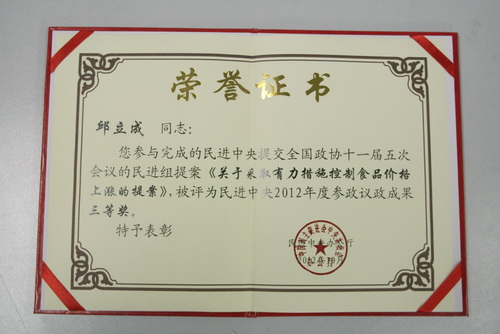 荣誉证书
邱立成 同志：
您参与完成的民进中央提交全国政协十一届五次
会议的民进组提案《关于采取有力措施控制食品价格
上涨的提案》，被评为民进中央2012年度参政议政成果
三等奖。
特予表彰